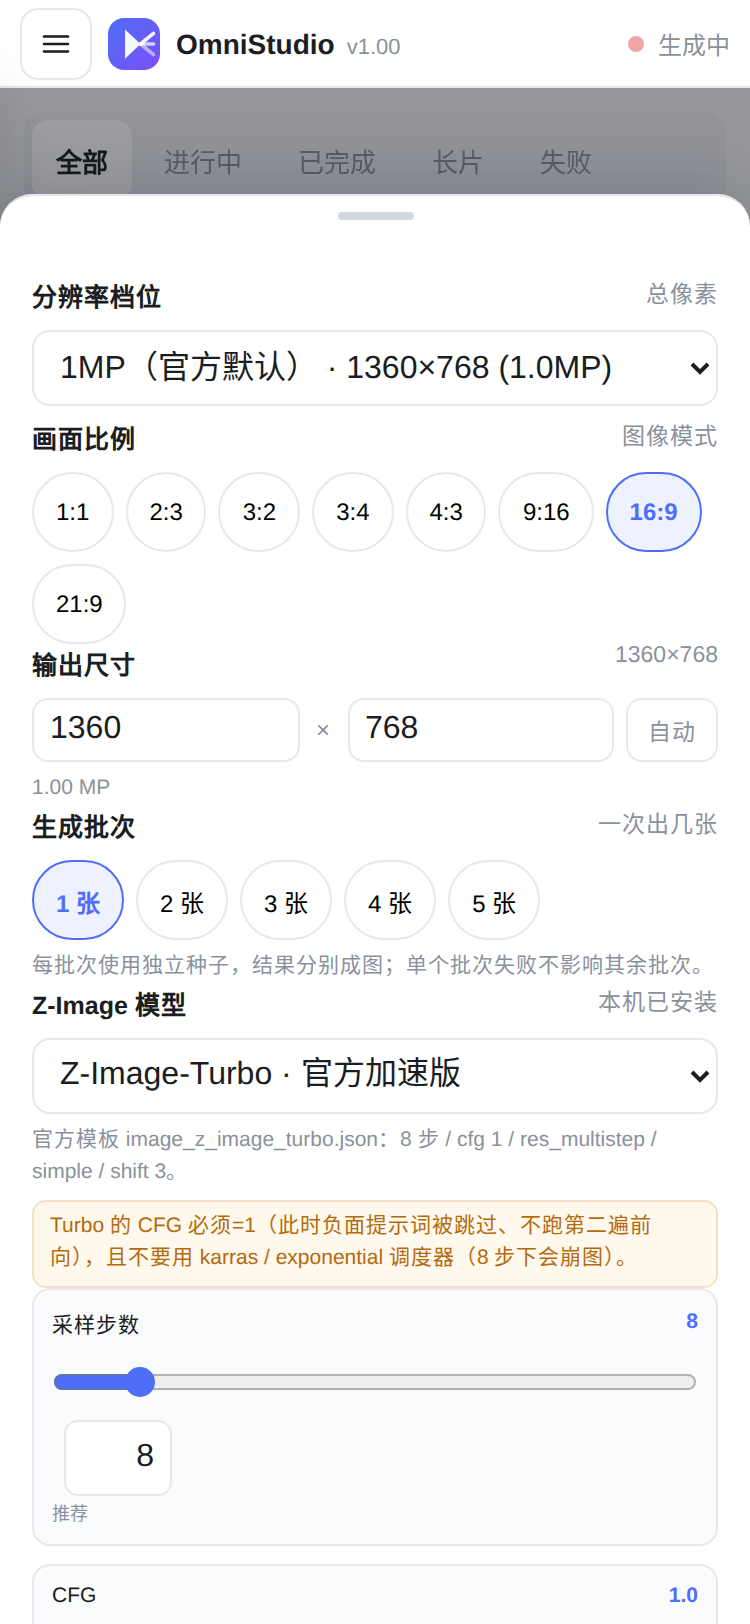 OmniStudio v1.00 生成中
全部 进行中 已完成 长片 失败
分辨率档位 总像素
1MP（官方默认） · 1360×768 (1.0MP)
画面比例 图像模式
1:1 2:3 3:2 3:4 4:3 9:16 16:9
21:9
输出尺寸 1360×768
1360 × 768 自动
1.00 MP
生成批次 一次出几张
1 张 2 张 3 张 4 张 5 张
每批次使用独立种子，结果分别成图；单个批次失败不影响其余批次。
Z-Image 模型 本机已安装
Z-Image-Turbo · 官方加速版
官方模板 image_z_image_turbo.json：8 步 / cfg 1 / res_multistep /
simple / shift 3。
Turbo 的 CFG 必须=1（此时负面提示词被跳过、不跑第二遍前
向），且不要用 karras / exponential 调度器（8 步下会崩图）。
采样步数 8
8
推荐
CFG 1.0